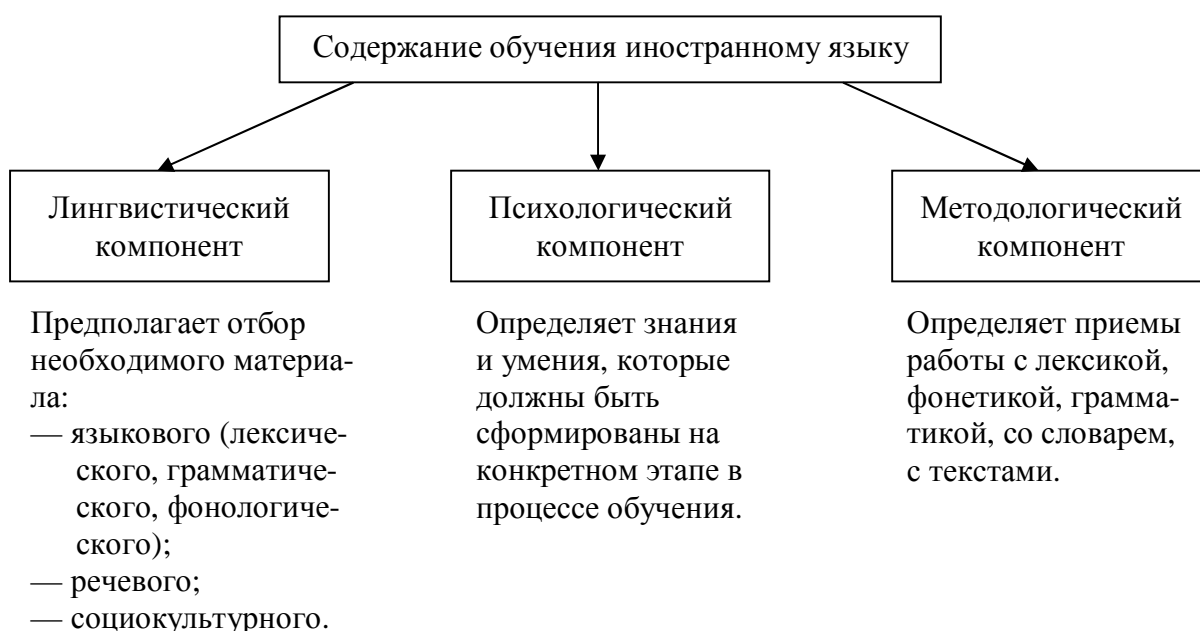 Содержание обучения иностранному языку
Лингвистический
компонент
Психологический
компонент
Методологический
компонент
Предполагает отбор
необходимого материа-
ла:
— языкового (лексиче-
ского, грамматиче-
ского, фонологиче-
ского);
— речевого;
— социокультурного.
Определяет знания
и умения, которые
должны быть
сформированы на
конкретном этапе в
процессе обучения.
Определяет приемы
работы с лексикой,
фонетикой, грамма-
тикой, со словарем,
с текстами.